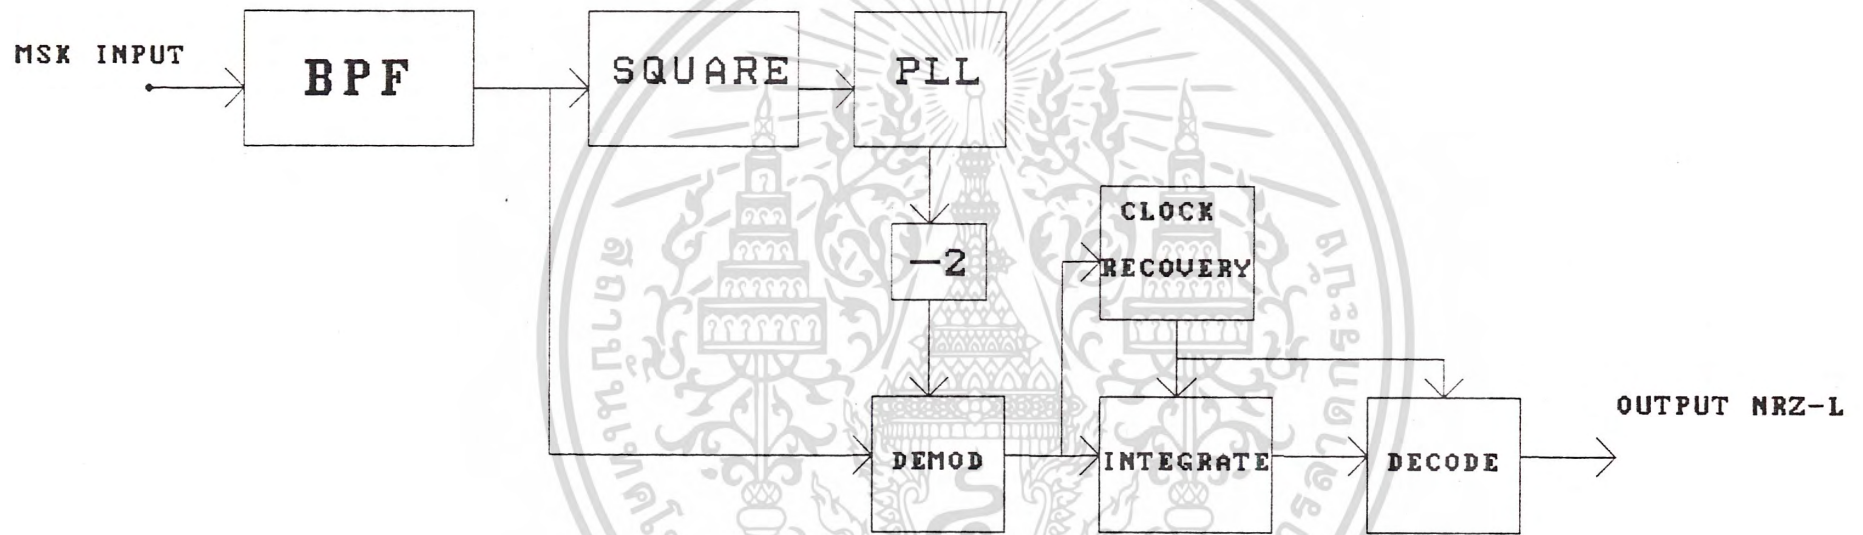 MSK INPUT
BPF
SQUARE
PLL
CLOCK
RECOVERY
−2
DEMOD
INTEGRATE
DECODE
OUTPUT NRZ-L